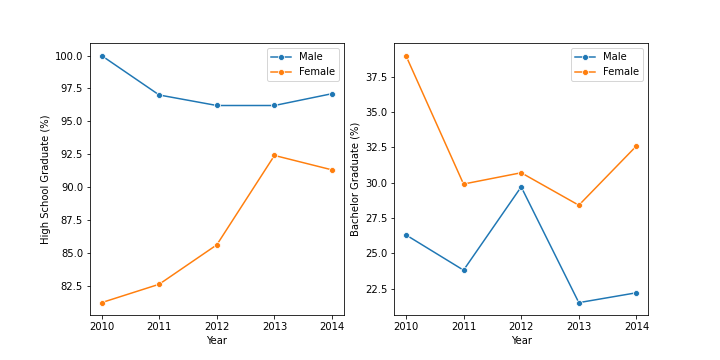 High School Graduate (%)
100.0
97.5
95.0
92.5
90.0
87.5
85.0
82.5
2010 2011 2012 2013 2014
Year
Male
Female
Bachelor Graduate (%)
37.5
35.0
32.5
30.0
27.5
25.0
22.5
2010 2011 2012 2013 2014
Year
Male
Female